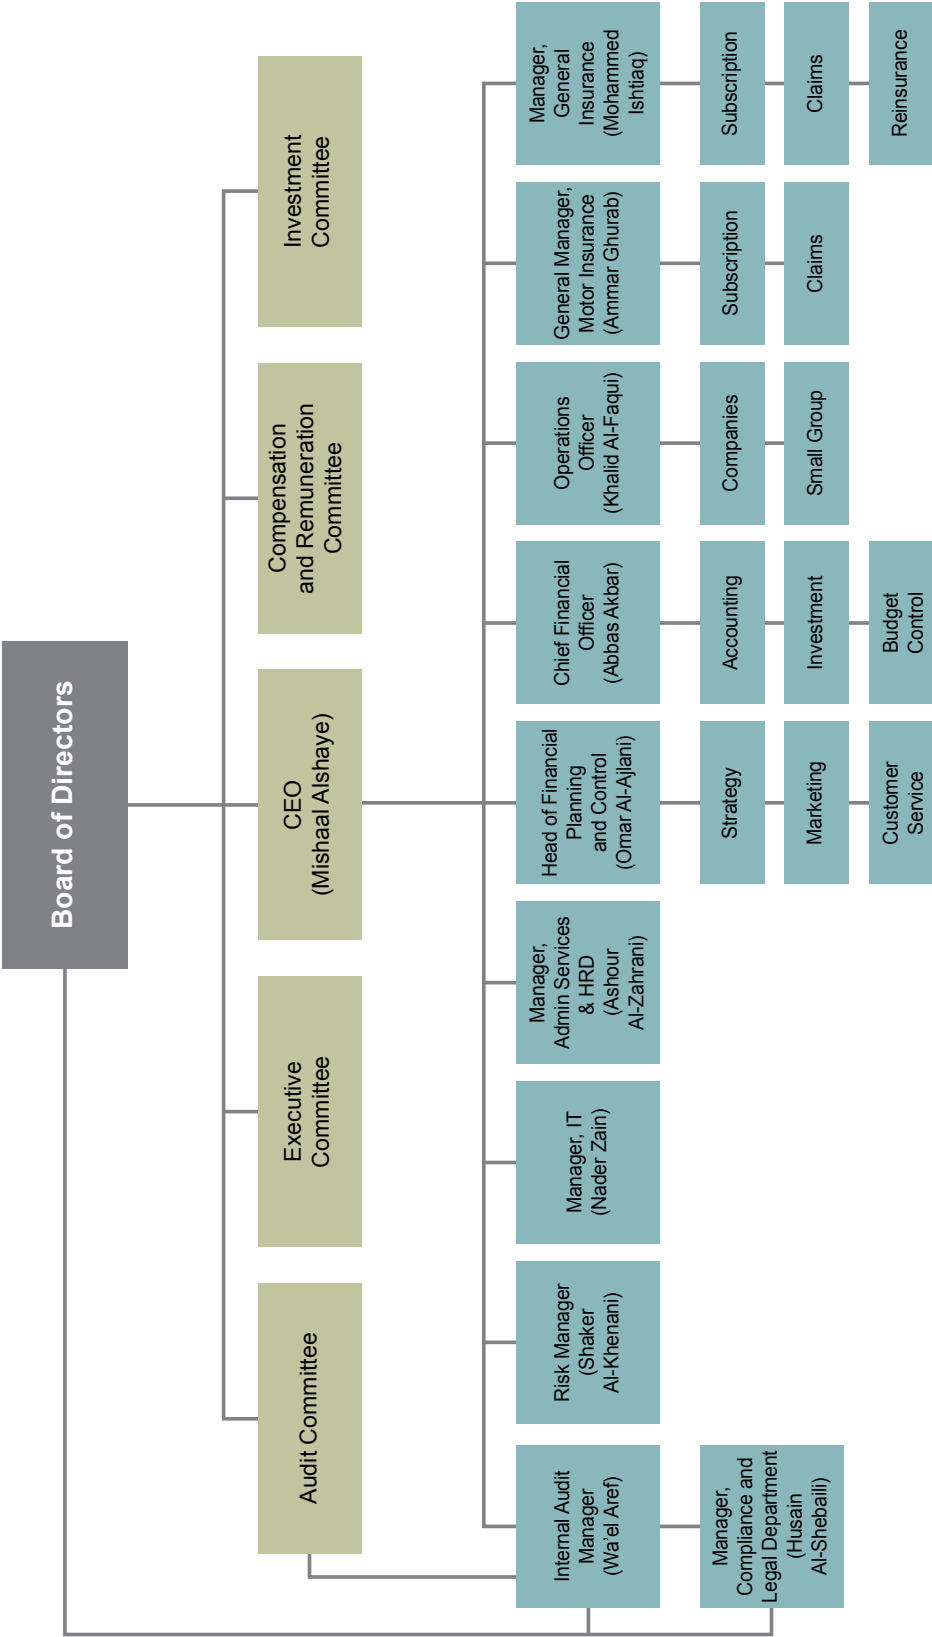 Board of Directors
Audit Committee
Executive
Committee
CEO
(Mishaal Alshaye)
Compensation
and Remuneration
Committee
Investment
Committee
Internal Audit
Manager
(Wa'el Aref)
Risk Manager
(Shaker
Al-Khenani)
Manager, IT
(Nader Zain)
Manager,
Admin Services
& HRD
(Ashour
Al-Zahrani)
Head of Financial
Planning
and Control
(Omar Al-Ajlani)
Chief Financial
Officer
(Abbas Akbar)
Operations
Officer
(Khalid Al-Faqui)
General Manager,
Motor Insurance
(Ammar Ghurab)
Manager,
General
Insurance
(Mohammed
Ishtiaq)
Manager,
Compliance and
Legal Department
(Husain
Al-Shebaili)
Strategy
Accounting
Companies
Subscription
Subscription
Marketing
Investment
Small Group
Claims
Claims
Customer
Service
Budget
Control
Reinsurance